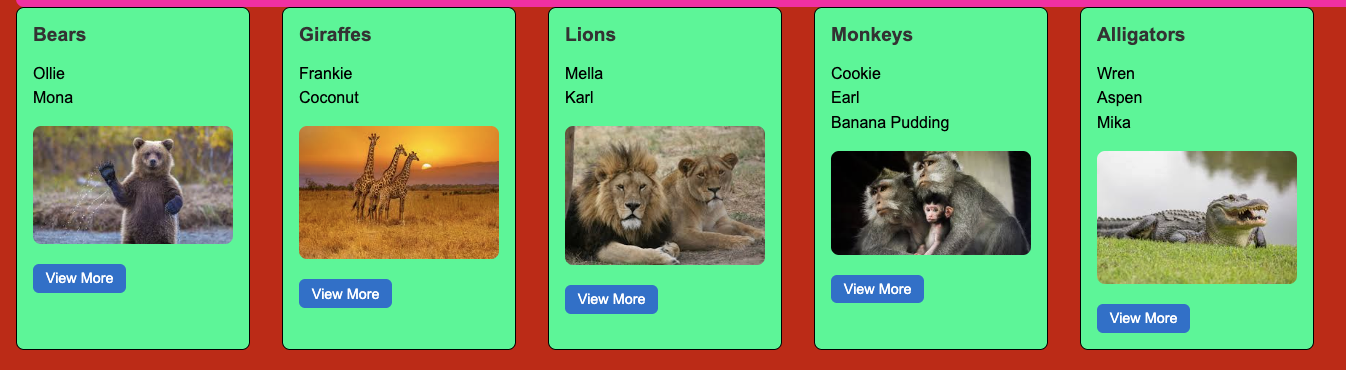 Bears
Ollie
Mona
View More
Giraffes
Frankie
Coconut
View More
Lions
Mella
Karl
View More
Monkeys
Cookie
Earl
Banana Pudding
View More
Alligators
Wren
Aspen
Mika
View More